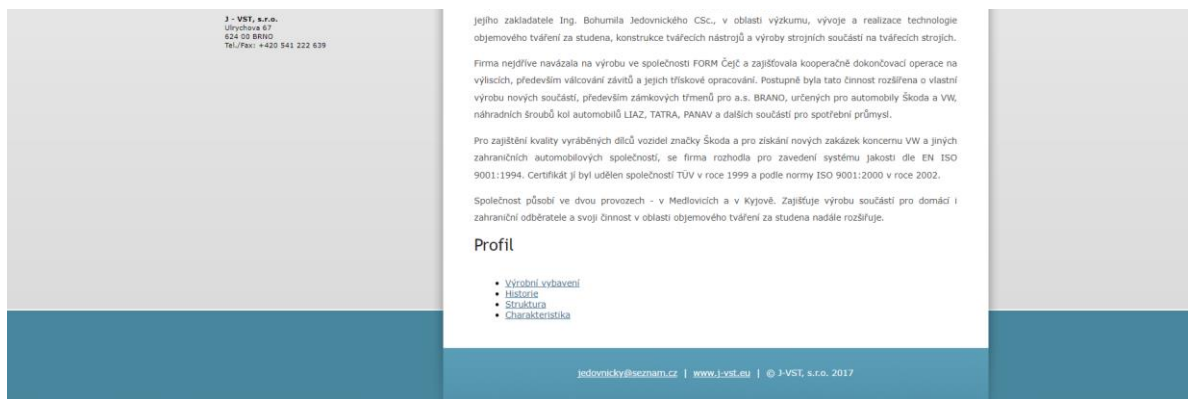 J - VST, s.r.o.
Ulrychova 67
624 00 BRNO
Tel./Fax: +420 541 222 639
jejího zakladatele Ing. Bohumila Jedovnického CSc., v oblasti výzkumu, vývoje a realizace technologie
objemového tváření za studena, konstrukce tvářecích nástrojů a výroby strojních součástí na tvářecích strojích.
Firma nejdříve navázala na výrobu ve společnosti FORM Čejč a zajišťovala kooperačně dokončovací operace na
výliscích, především válcování závitů a jejich třískové opracování. Postupně byla tato činnost rozšířena o vlastní
výrobu nových součástí, především zámkových třmenů pro a.s. BRANO, určených pro automobily Škoda a VW,
náhradních šroubů kol automobilů LIAZ, TATRA, PANAV a dalších součástí pro spotřební průmysl.
Pro zajištění kvality vyráběných dílců vozidel značky Škoda a pro získání nových zakázek koncernu VW a jiných
zahraničních automobilových společností, se firma rozhodla pro zavedení systému jakosti dle EN ISO
9001:1994. Certifikát jí byl udělen společností TÜV v roce 1999 a podle normy ISO 9001:2000 v roce 2002.
Společnost působí ve dvou provozech - v Medlovicích a v Kyjově. Zajišťuje výrobu součástí pro domácí i
zahraniční odběratele a svoji činnost v oblasti objemového tváření za studena nadále rozšiřuje.
Profil
• Výrobní vybavení
• Historie
• Struktura
• Charakteristika
jedovnicky@seznam.cz | www.j-vst.eu | © J-VST, s.r.o. 2017